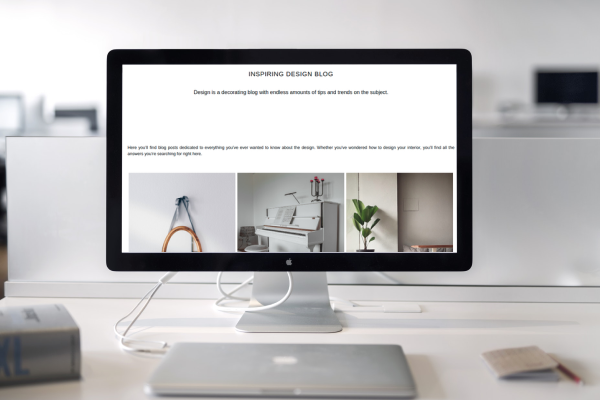 INSPIRING DESIGN BLOG
Design is a decorating blog with endless amounts of tips and trends on the subject.
Here you'll find blog posts dedicated to everything you've ever wanted to know about the design. Whether you've wondered how to design your interior, you'll find all the
answers you're searching for right here.
XL